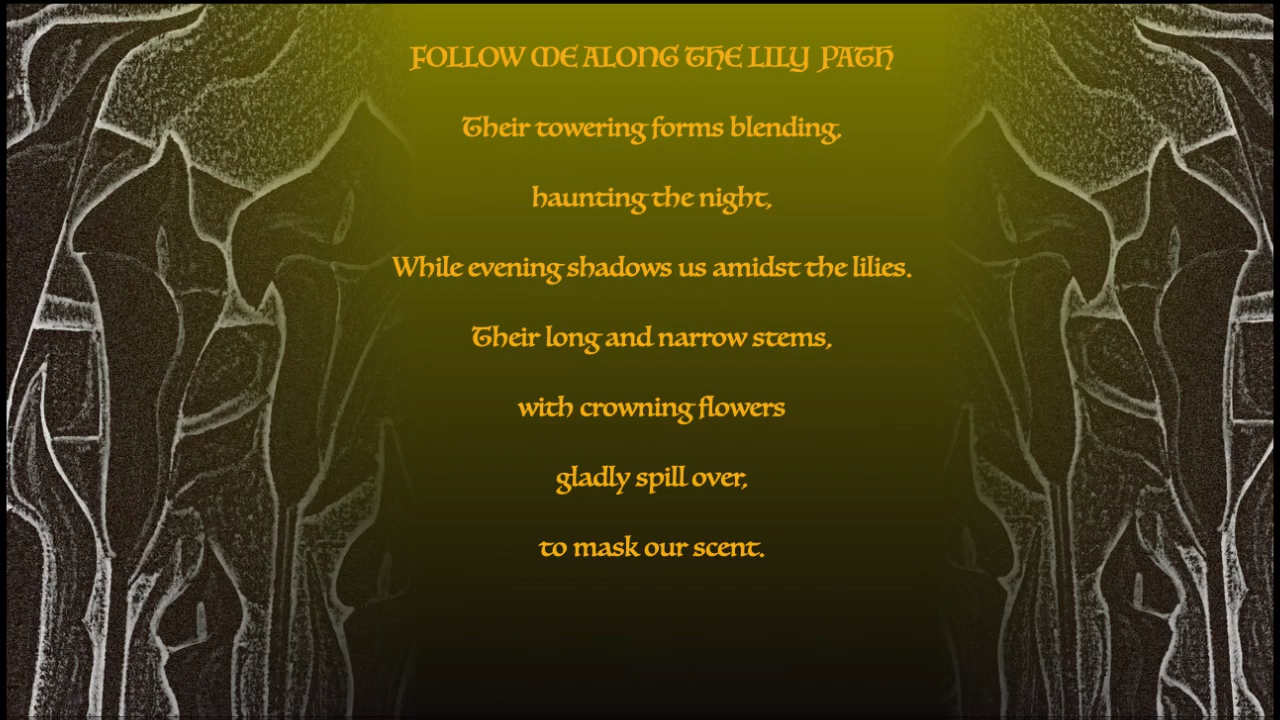 FOLLOW ME ALONG THE LILY PATH
Their towering forms blending,
haunting the night,
While evening shadows us amidst the lilies.
Their long and narrow stems,
with crowning flowers
gladly spill over,
to mask our scent.